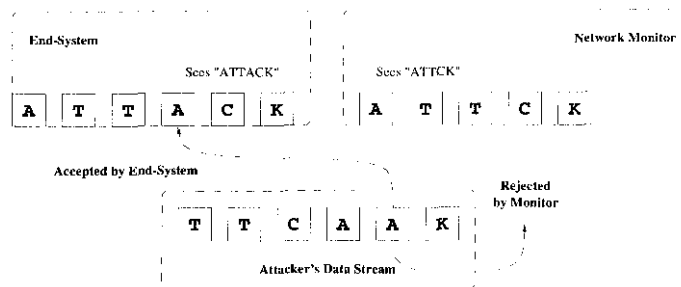 End-System
Network Monitor
Sees "ATTACK"
Sees "ATTCK"
A T T A C K
A T T C K
Accepted by End-System
Rejected
by Monitor
T T C A A K
Attacker's Data Stream